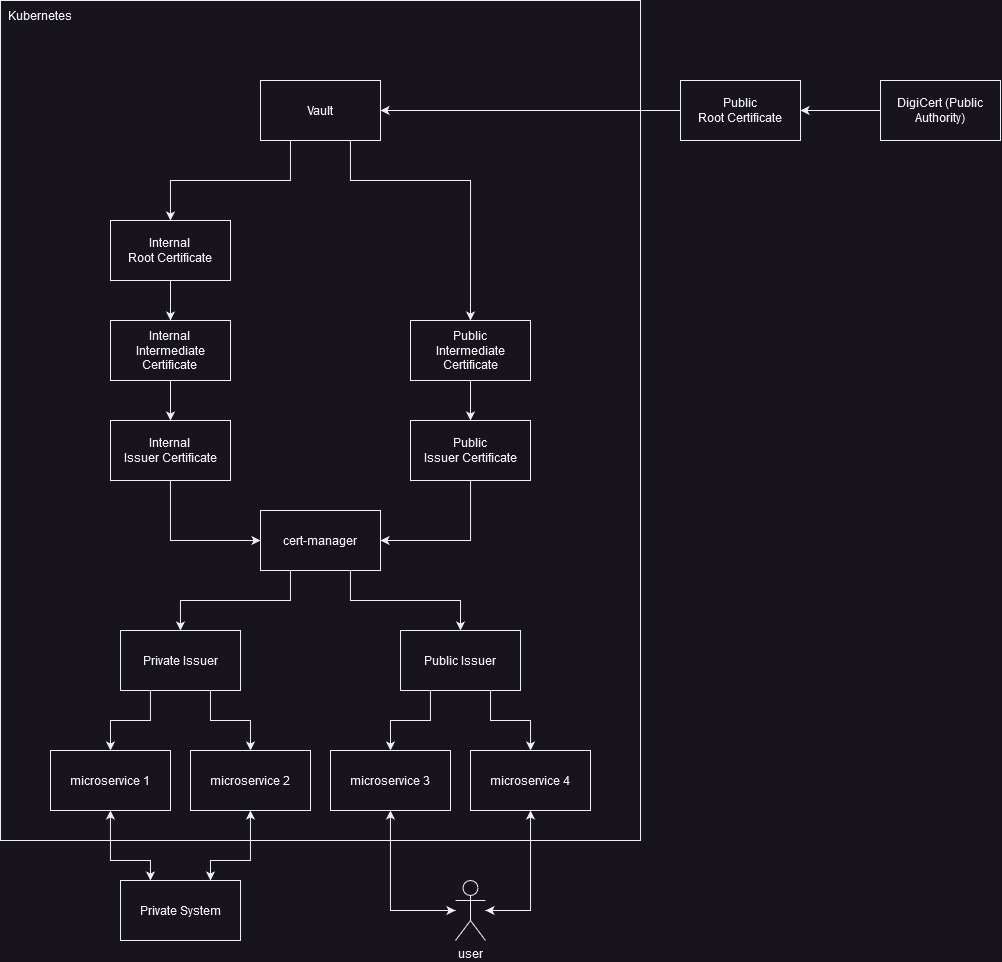 Kubernetes
Vault
Public
Root Certificate
DigiCert (Public
Authority)
Internal
Root Certificate
Internal
Intermediate
Certificate
Public
Intermediate
Certificate
Internal
Issuer Certificate
Public
Issuer Certificate
cert-manager
Private Issuer
Public Issuer
microservice 1
microservice 2
microservice 3
microservice 4
Private System
user